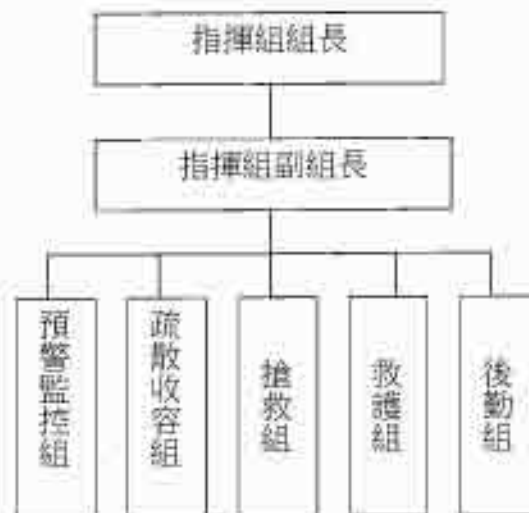 指揮組組長
指揮組副組長
預警監控組
疏散收容組
搶救組
救護組
後勤組